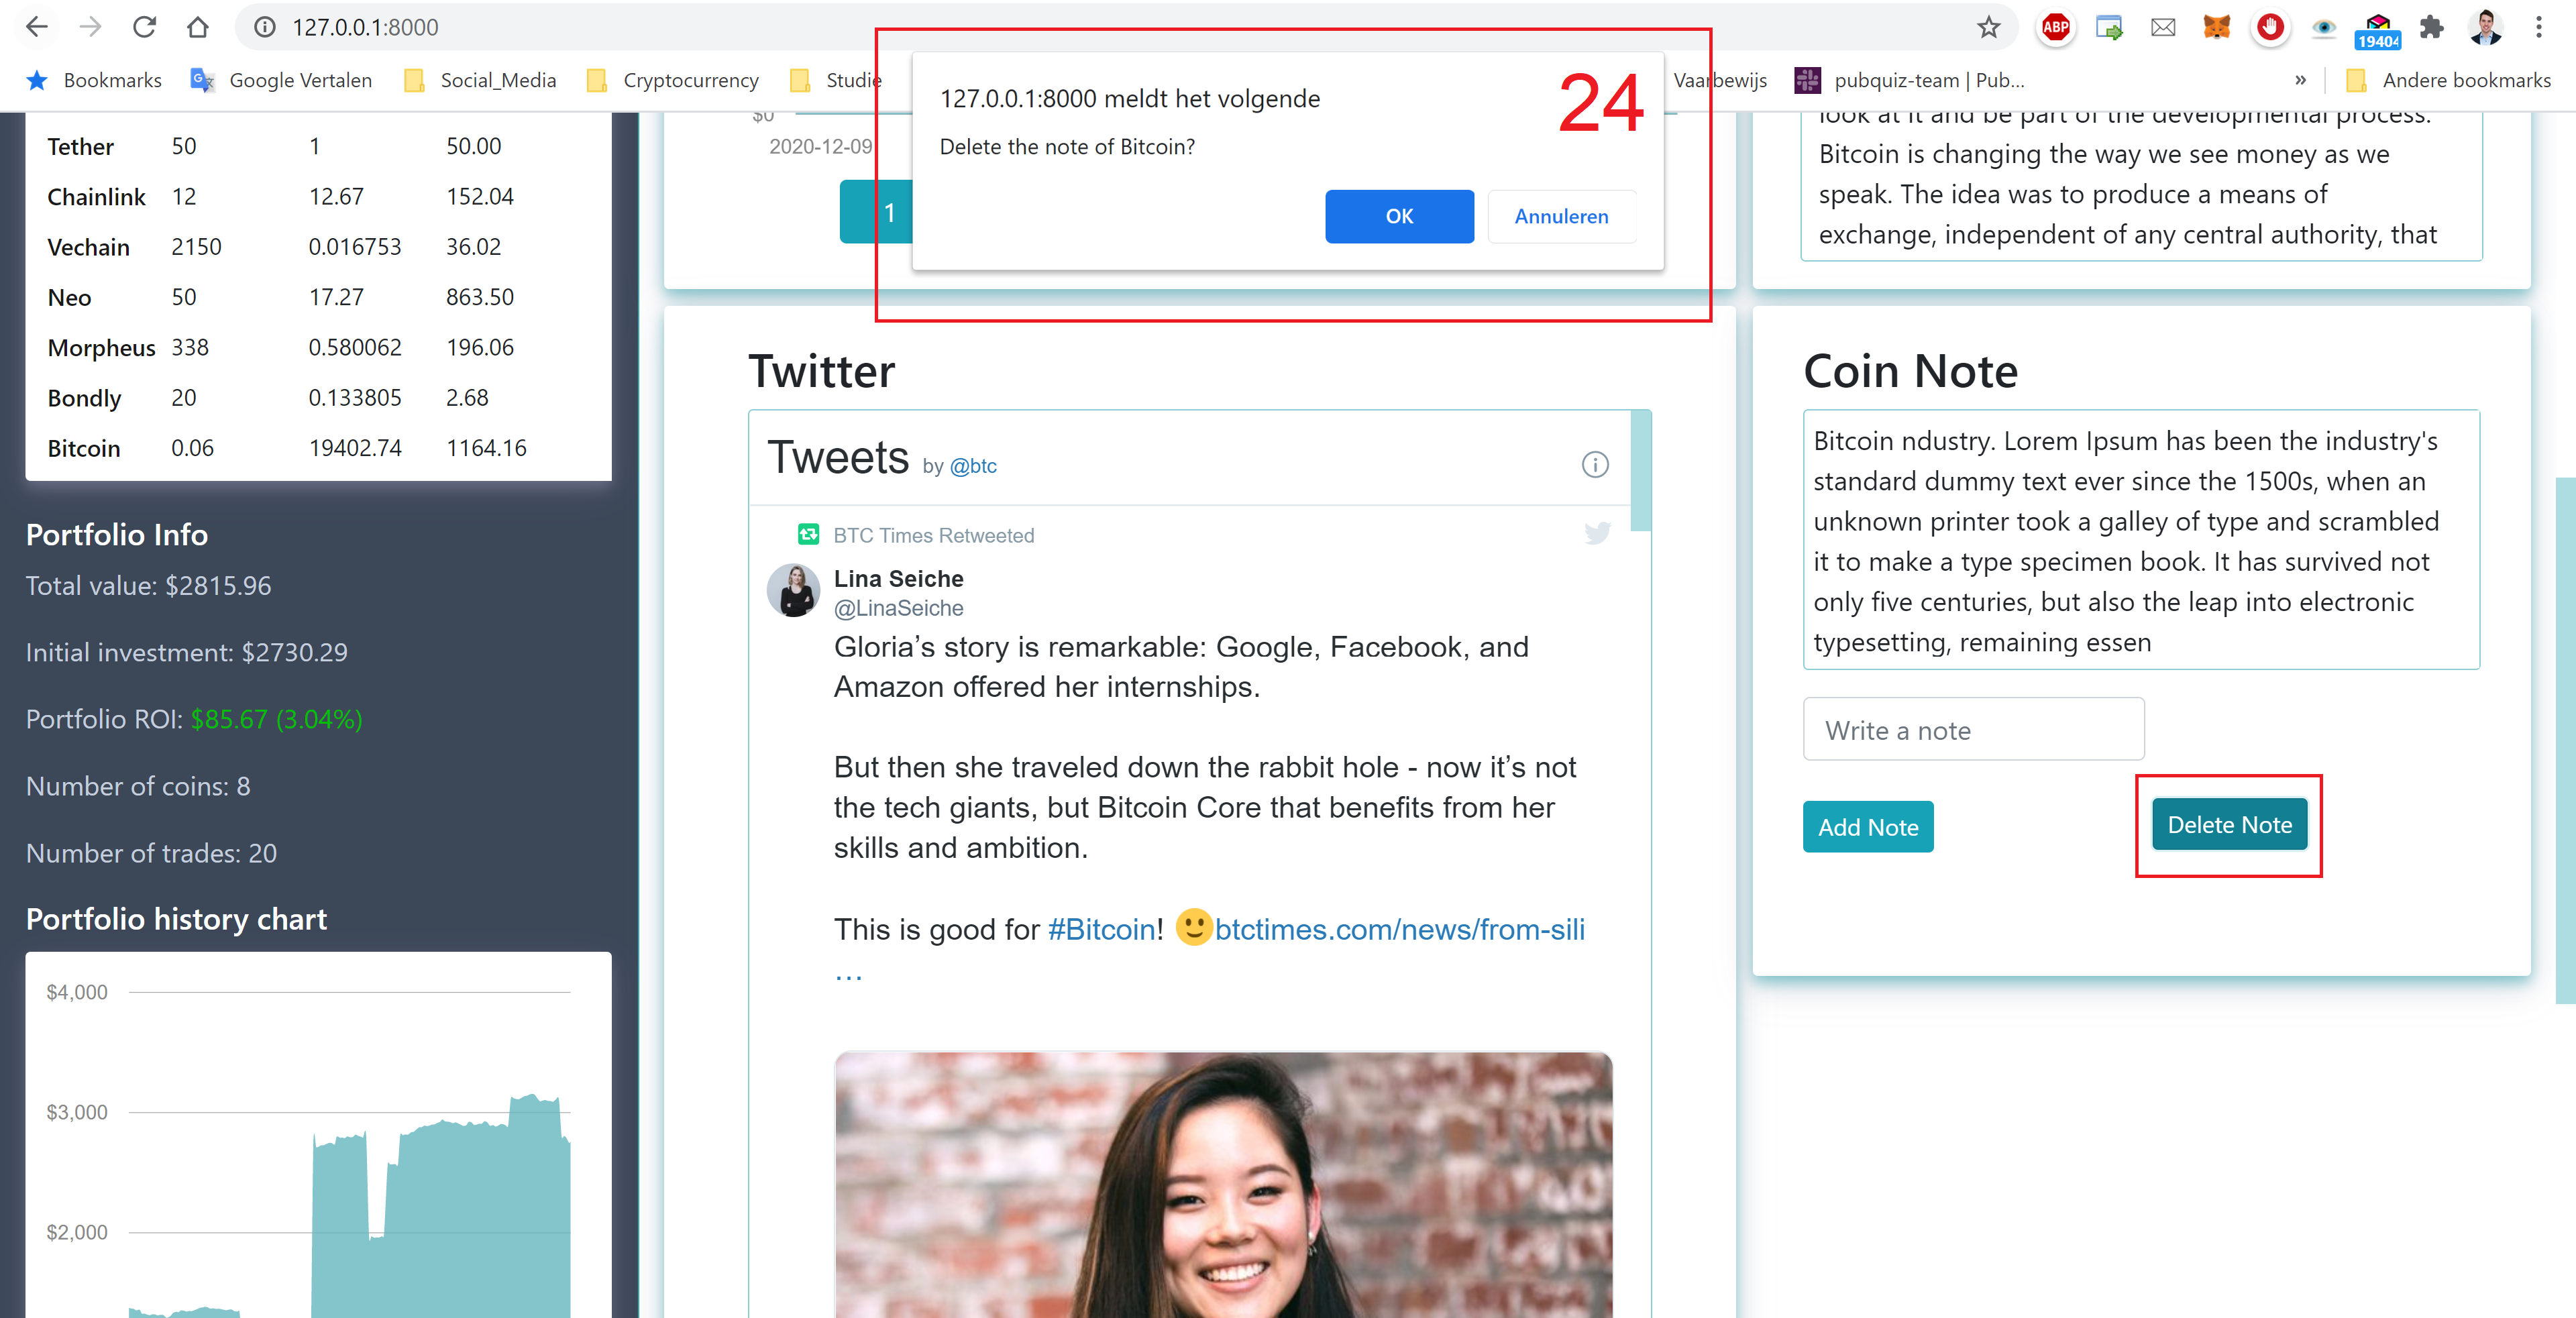 127.0.0.1:8000
ABP
19404
Bookmarks
Google Vertalen
Social_Media
Cryptocurrency
Studie
Vaarbewijs
pubquiz-team | Pub...
»
Andere bookmarks
127.0.0.1:8000 meldt het volgende
24
Delete the note of Bitcoin?
OK
Annuleren
Tether 50 1 50.00
Chainlink 12 12.67 152.04
Vechain 2150 0.016753 36.02
Neo 50 17.27 863.50
Morpheus 338 0.580062 196.06
Bondly 20 0.133805 2.68
Bitcoin 0.06 19402.74 1164.16
Portfolio Info
Total value: $2815.96
Initial investment: $2730.29
Portfolio ROI: $85.67 (3.04%)
Number of coins: 8
Number of trades: 20
Portfolio history chart
$4,000
$3,000
$2,000
$0
2020-12-09
1
Twitter
Tweets by @btc
BTC Times Retweeted
Lina Seiche
@LinaSeiche
Gloria’s story is remarkable: Google, Facebook, and
Amazon offered her internships.
But then she traveled down the rabbit hole - now it’s not
the tech giants, but Bitcoin Core that benefits from her
skills and ambition.
This is good for #Bitcoin! btctimes.com/news/from-sili
…
look at it and be part of the developmental process.
Bitcoin is changing the way we see money as we
speak. The idea was to produce a means of
exchange, independent of any central authority, that
Coin Note
Bitcoin ndustry. Lorem Ipsum has been the industry's
standard dummy text ever since the 1500s, when an
unknown printer took a galley of type and scrambled
it to make a type specimen book. It has survived not
only five centuries, but also the leap into electronic
typesetting, remaining essen
Write a note
Add Note
Delete Note